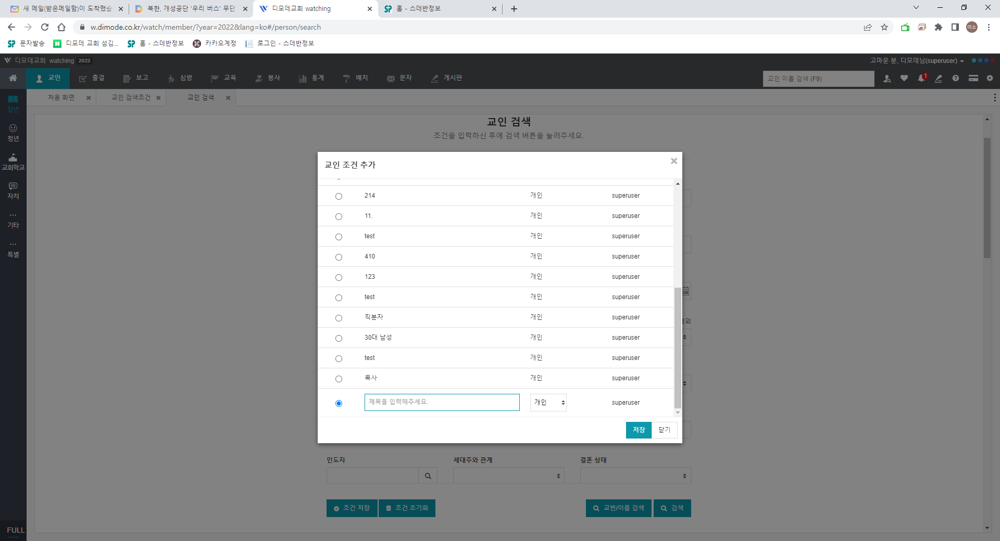 새 메일(받은메일함)이 도착했습
북한, 개성공단 '우리 버스' 무단
디모데교회 watching
홈 - 스데반정보
w.dimode.co.kr/watch/member/?year=2022&lang=ko#/person/search
미소
문자발송
디모데 교회 섬김...
홈 - 스데반정보
카카오계정
로그인 - 스데반정보
디모데교회 watching 2022
고마운 분, 디모데님(superuser)
교인
출결
보고
심방
교육
봉사
통계
배치
문자
게시판
교인 이름 검색 (F9)
1
처음 화면
교인 검색조건
교인 검색
장년
청년
교회학교
자치
기타
특별
FULL
교인 검색
조건을 입력하신 후에 검색 버튼을 눌러주세요.
교인 조건 추가
214 개인 superuser
11. 개인 superuser
test 개인 superuser
410 개인 superuser
123 개인 superuser
test 개인 superuser
직분자 개인 superuser
30대 남성 개인 superuser
test 개인 superuser
목사 개인 superuser
제목을 입력해주세요. 개인 superuser
저장 닫기
인도자 세대주와 관계 결혼 상태
조건 저장 조건 초기화 교번/이름 검색 검색